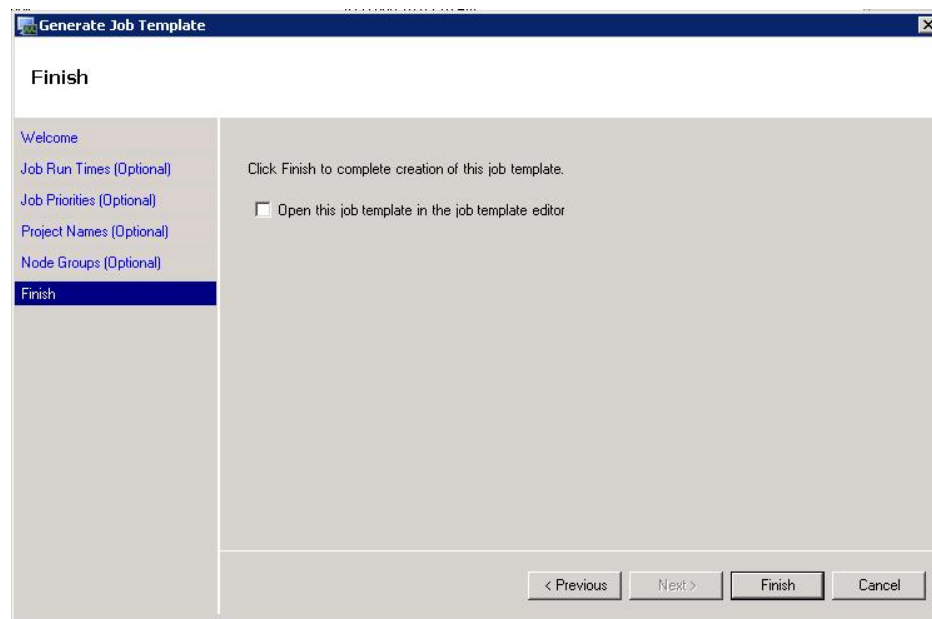 Generate Job Template
Finish
Welcome
Job Run Times (Optional)
Job Priorities (Optional)
Project Names (Optional)
Node Groups (Optional)
Finish
Click Finish to complete creation of this job template.
Open this job template in the job template editor
< Previous
Next >
Finish
Cancel